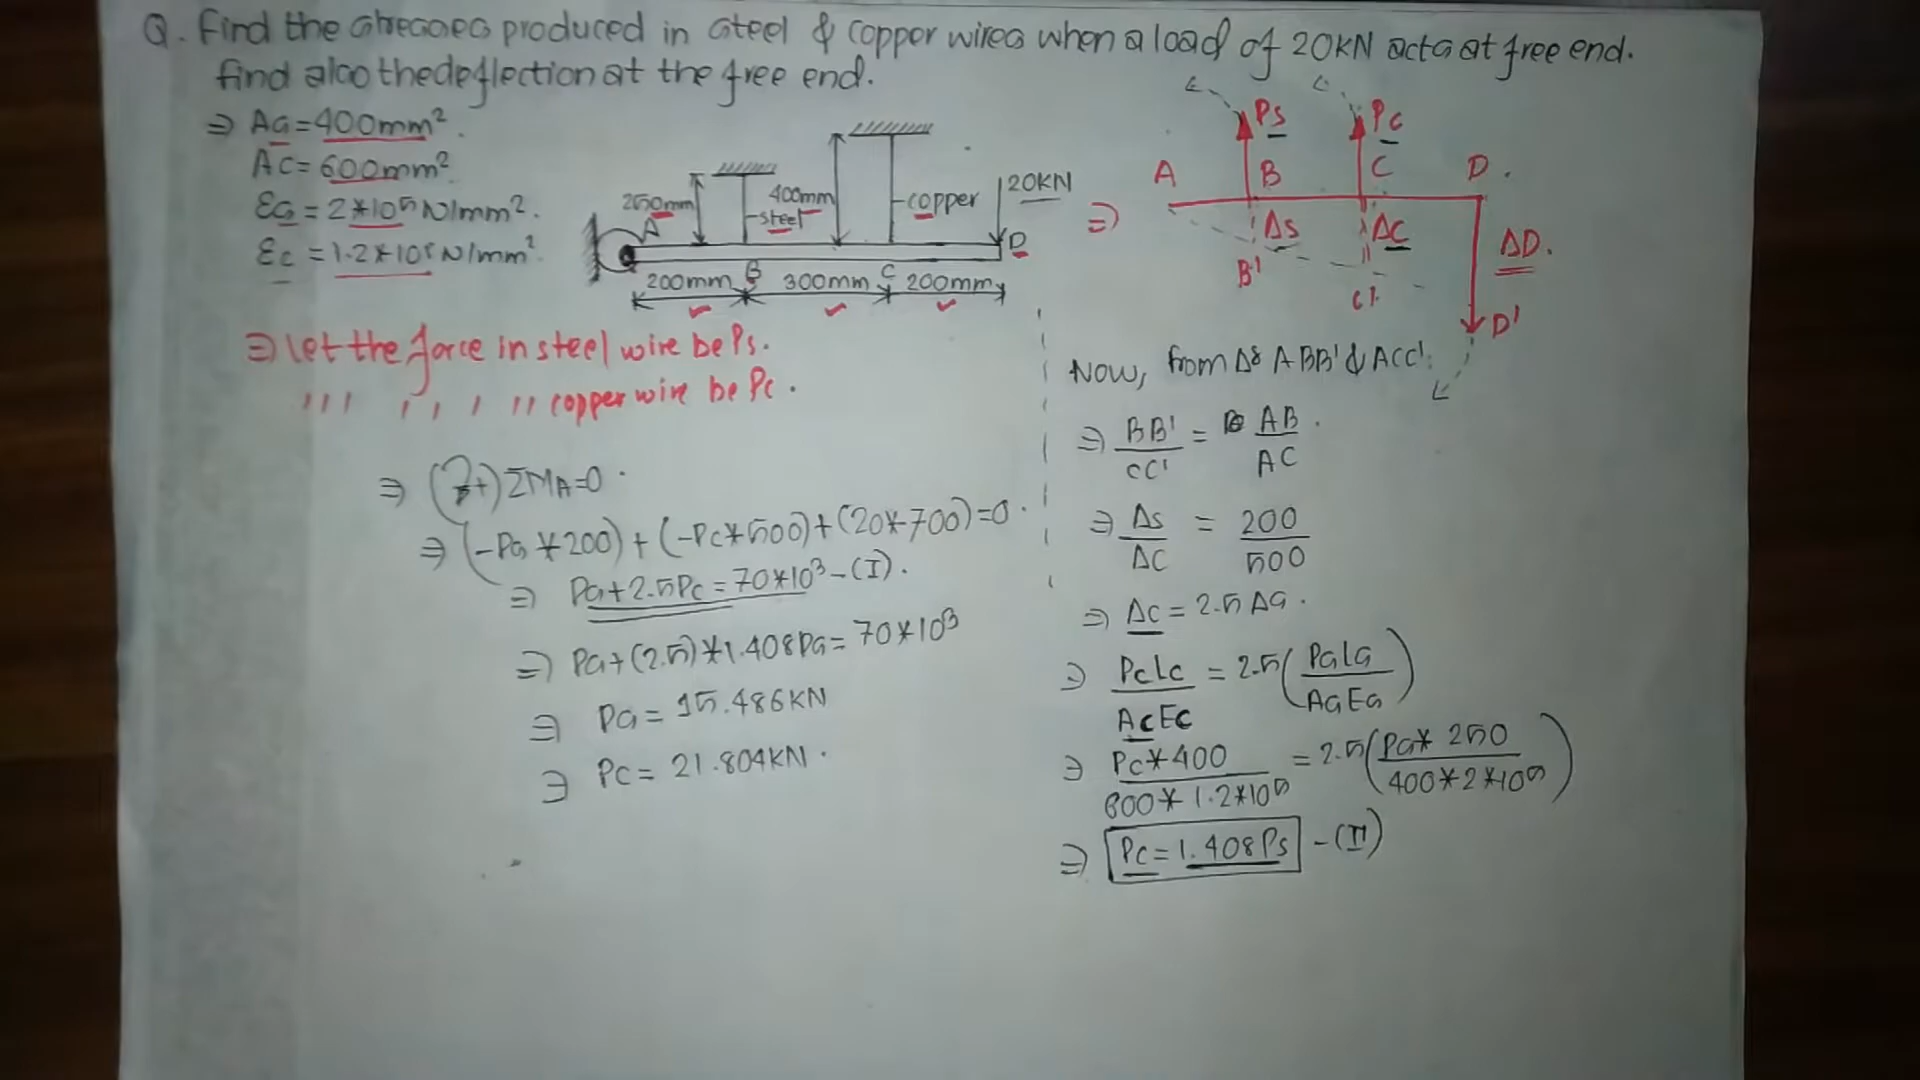 Q. Find the stresses produced in steel & copper wires when a load of 20KN acts at free end.
find also the deflection at the free end.
⇒ As=400mm²
Ac=600mm²
Es = 2*10⁵ N/mm².
Ec = 1.2*10⁵ N/mm².
250mm
steel
400mm
copper
20KN
A
D
200mm B 300mm C 200mm
⇒
Ps Pc
A B C D.
Δs Δc ΔD.
B' C'. D'
⇒ Let the force in steel wire be Ps.
''' ' ' ' '' copper wire be Pc.
⇒ (+) ΣMA=0.
⇒ (-Ps*200)+(-Pc*500)+(20*700)=0.
⇒ Ps+2.5Pc=70*10³-(I).
⇒ Ps+(2.5)*1.408Ps=70*10³
⇒ Ps=15.486KN
⇒ Pc=21.804KN.
Now, from Δs ABB' & ACC'.
⇒ BB'/CC' = AB/AC.
⇒ Δs/ΔC = 200/500
⇒ Δc = 2.5Δs.
⇒ PcLc/AcEc = 2.5(PsLs/AsEs)
⇒ Pc*400/600*1.2*10⁵ = 2.5(Ps*250/400*2*10⁵)
⇒ Pc=1.408Ps -(II)